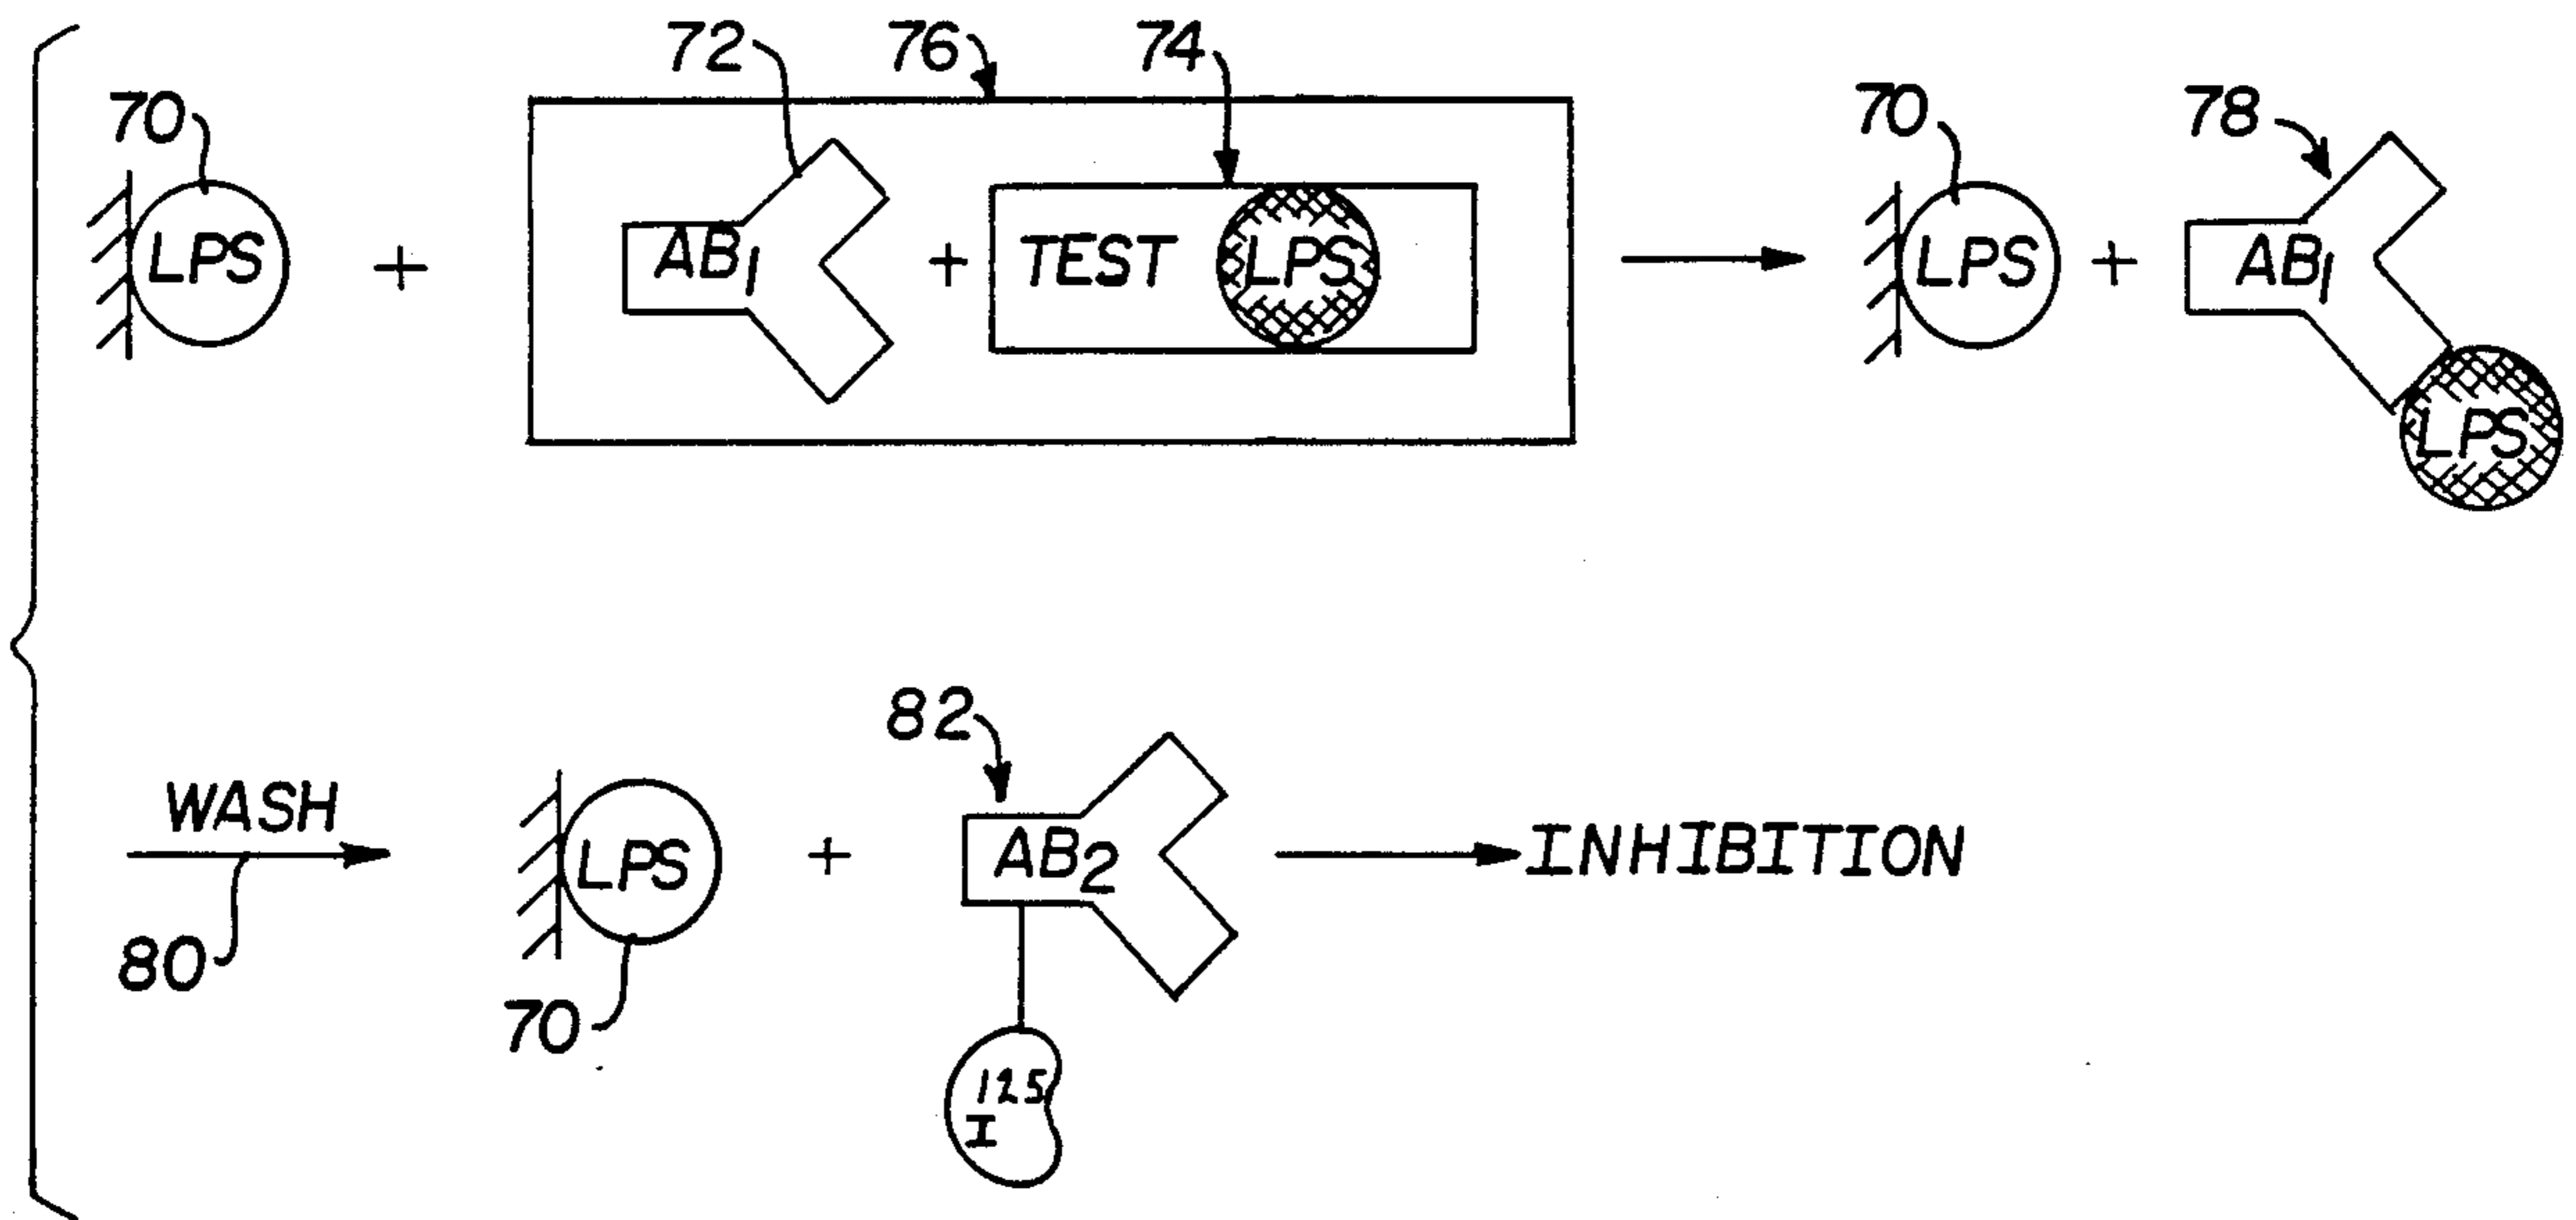 72 76 74
70 70 78
LPS + AB1 + TEST LPS LPS + AB1
LPS
82
WASH LPS + AB2 INHIBITION
80
70
I125